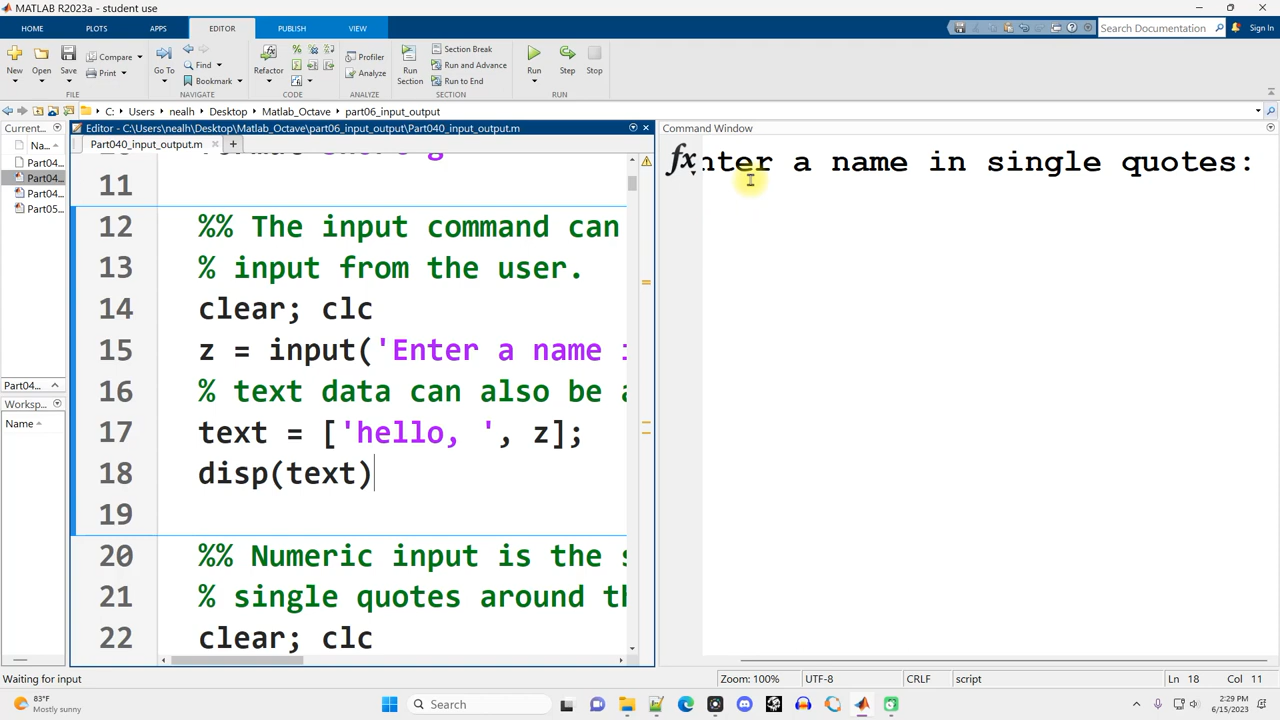 MATLAB R2023a - student use
HOME PLOTS APPS EDITOR PUBLISH VIEW Search Documentation Sign In
New Open Save Compare Print Go To Find Bookmark Refactor Profiler Analyze Run Section Section Break Run and Advance Run to End Run Step Stop
FILE NAVIGATE CODE ANALYZE SECTION RUN
C: Users nealh Desktop Matlab_Octave part06_input_output
Current... Editor - C:\Users\nealh\Desktop\Matlab_Octave\part06_input_output\Part040_input_output.m Command Window
Na... Part040_input_output.m +
Part04...
Part04...
Part04...
Part05...
Part04...
Worksp...
Name
11
12 %% The input command can
13 % input from the user.
14 clear; clc
15 z = input('Enter a name i
16 % text data can also be a
17 text = ['hello, ', z];
18 disp(text)
19
20 %% Numeric input is the s
21 % single quotes around th
22 clear; clc
fx nter a name in single quotes:
Waiting for input Zoom: 100% UTF-8 CRLF script Ln 18 Col 11
83°F
Mostly sunny
Search
2:29 PM
6/15/2023